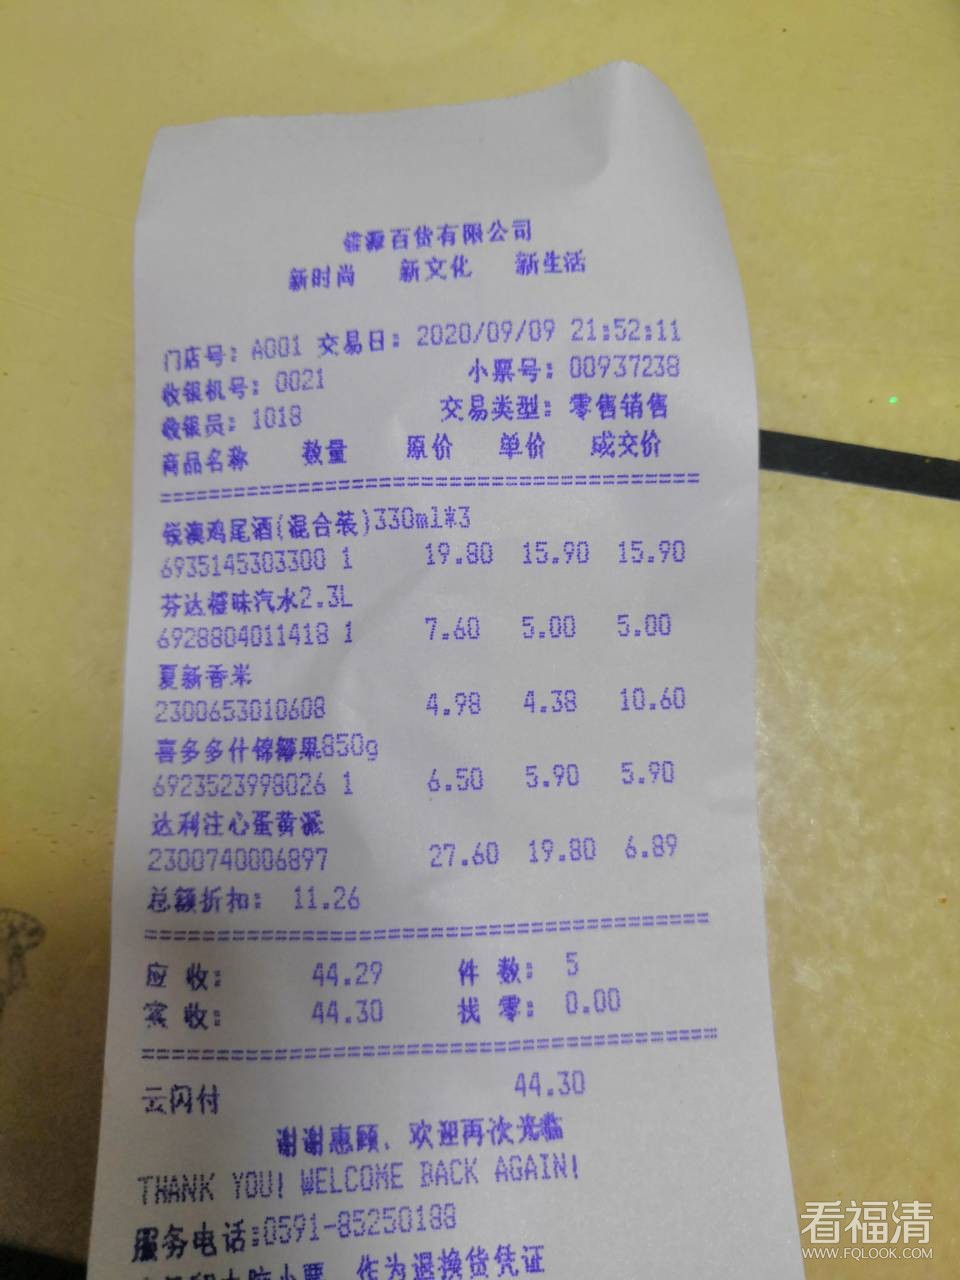 百货有限公司
新时尚 新文化 新生活
门店号: A001 交易日: 2020/09/09 21:52:11
收银机号: 0021 小票号: 00937238
收银员: 1018 交易类型: 零售销售
商品名称 数量 原价 单价 成交价
锐澳鸡尾酒(混合装)330ml*3
6935145303300 1 19.80 15.90 15.90
芬达橙味汽水2.3L
6928804011418 1 7.60 5.00 5.00
夏新香米
2300653010608 4.98 4.38 10.60
喜多多什锦椰果850g
6923523998026 1 6.50 5.90 5.90
达利注心蛋黄派
2300740006897 27.60 19.80 6.89
总额折扣: 11.26
应 收: 44.29 件 数: 5
实 收: 44.30 找 零: 0.00
云闪付 44.30
谢谢惠顾、欢迎再次光临
THANK YOU! WELCOME BACK AGAIN!
服务电话:0591-85250188
小票，作为退换货凭证
看福清
WWW.FQLOOK.COM